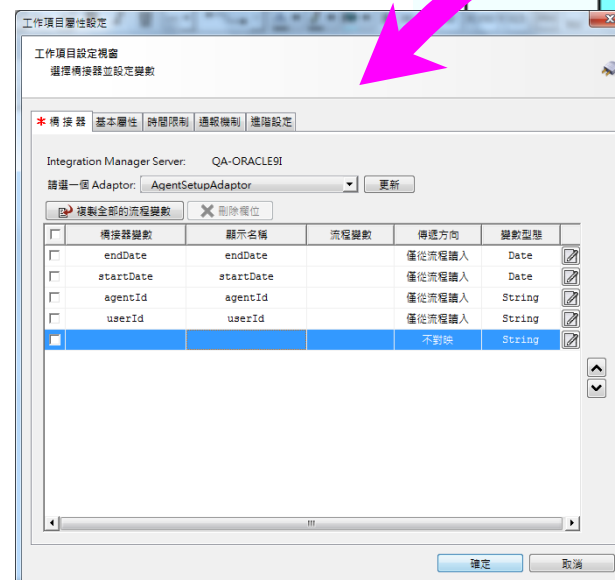 工作項目屬性設定
工作項目設定視窗
選擇橋接器並設定變數
* 橋 接 器 基本屬性 時間限制 通報機制 進階設定
Integration Manager Server: QA-ORACLE9I
請選一個 Adaptor: AgentSetupAdaptor 更新
複製全部的流程變數 刪除欄位
橋接器變數 顯示名稱 流程變數 傳遞方向 變數型態
endDate endDate 僅從流程讀入 Date
startDate startDate 僅從流程讀入 Date
agentId agentId 僅從流程讀入 String
userId userId 僅從流程讀入 String
不對映 String
確定 取消